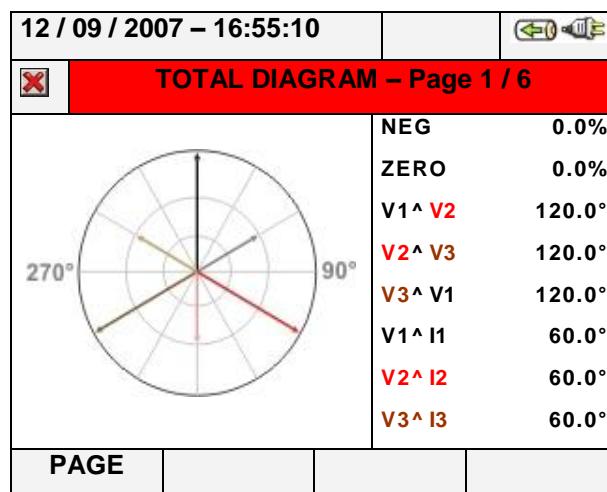 12 / 09 / 2007 – 16:55:10
TOTAL DIAGRAM – Page 1 / 6
270°
90°
NEG 0.0%
ZERO 0.0%
V1^ V2 120.0°
V2^ V3 120.0°
V3^ V1 120.0°
V1^ I1 60.0°
V2^ I2 60.0°
V3^ I3 60.0°
PAGE